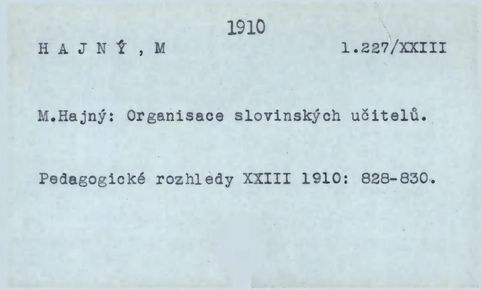 1910
H A J N Ý , M 1.227/XXIII
M.Hajný: Organisace slovinských učitelů.
Pedagogické rozhledy XXIII 1910: 828-830.